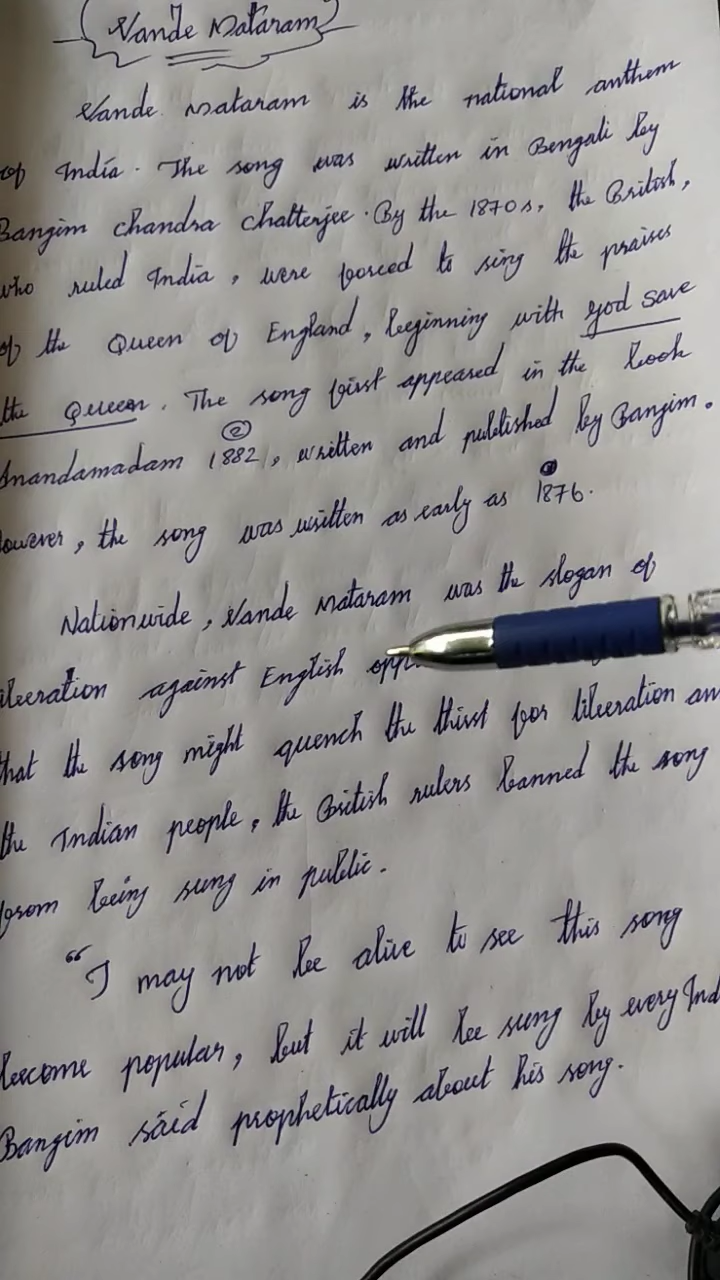 Vande Mataram
Vande Mataram is the national anthem
of India. The song was written in Bengali by
Bangim chandra chatterjee. By the 1870s, the British,
who ruled India, were forced to sing the praises
of the Queen of England, beginning with god save
the Queen. The song first appeared in the book
Anandamadam 1882, written and published by Bangim.
However, the song was written as early as 1876.
Nationwide, Vande Mataram was the slogan of
liberation against English
that the song might quench the thirst for liberation
the Indian people, the British rulers banned the song
from being sung in public.
"I may not be alive to see this song
become popular, but it will be sung by every Ind
Bangim said prophetically about his song.